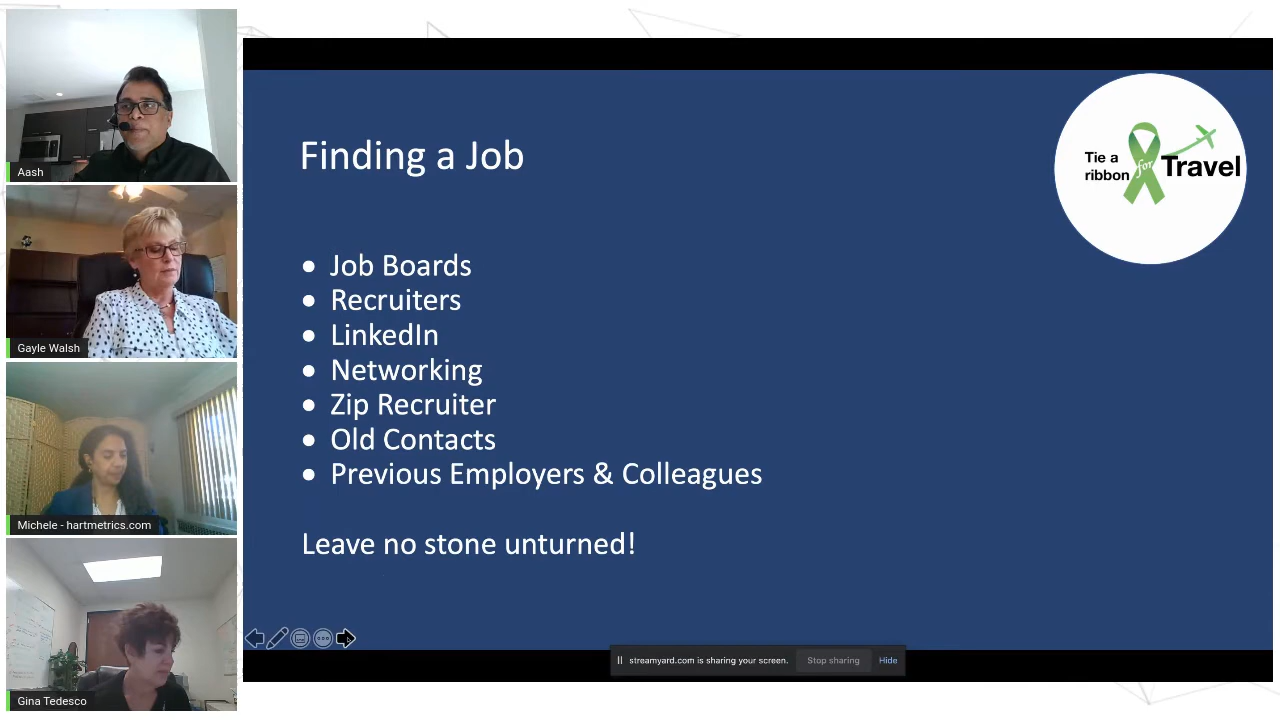 Aash
Gayle Walsh
Michele - hartmetrics.com
Gina Tedesco
Finding a Job
Tie a
ribbon
for
Travel
● Job Boards
● Recruiters
● LinkedIn
● Networking
● Zip Recruiter
● Old Contacts
● Previous Employers & Colleagues
Leave no stone unturned!
streamyard.com is sharing your screen. Stop sharing Hide